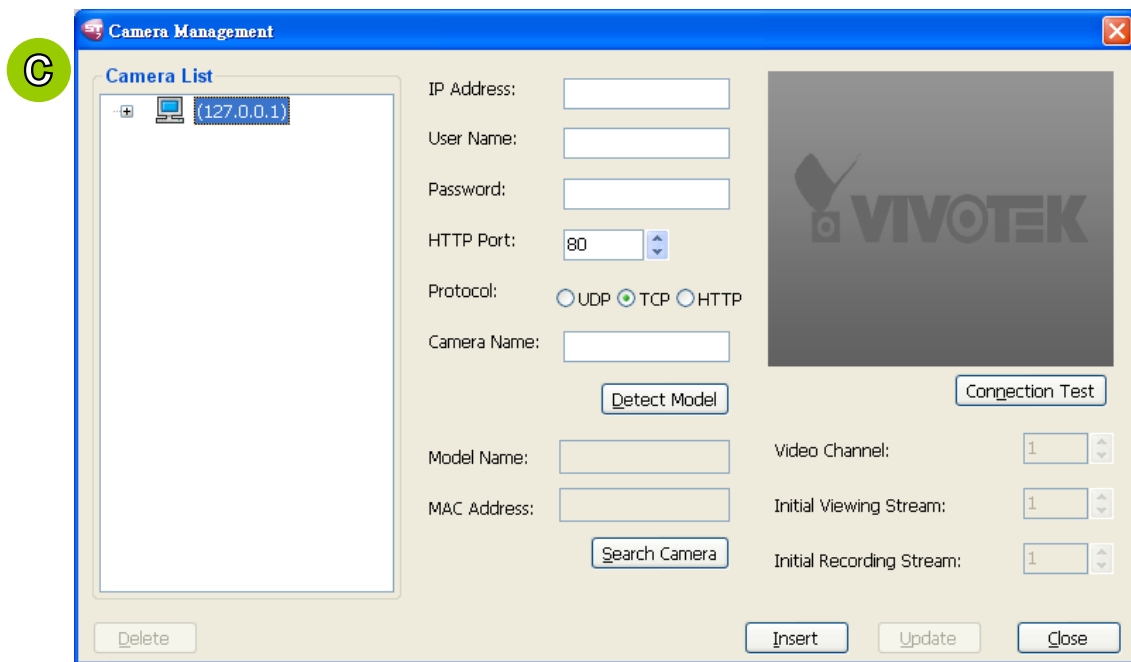 Camera Management
C
Camera List
(127.0.0.1)
IP Address:
User Name:
Password:
HTTP Port:
80
Protocol:
UDP TCP HTTP
Camera Name:
Detect Model
Model Name:
MAC Address:
Search Camera
VIVOTEK
Connection Test
Video Channel:
1
Initial Viewing Stream:
1
Initial Recording Stream:
1
Delete
Insert
Update
Close